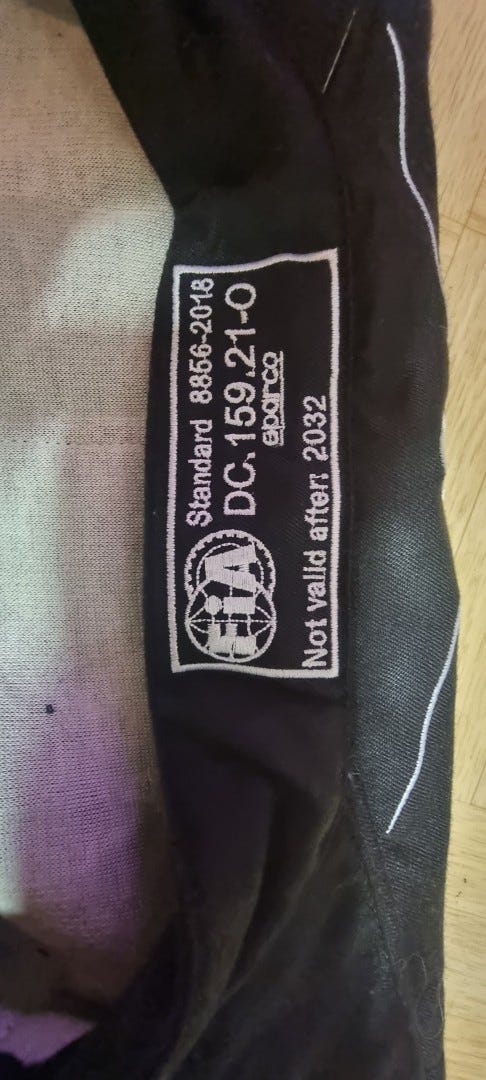 FiA
Standard 8856-2018
DC.159.21-O
sparco
Not valid after: 2032